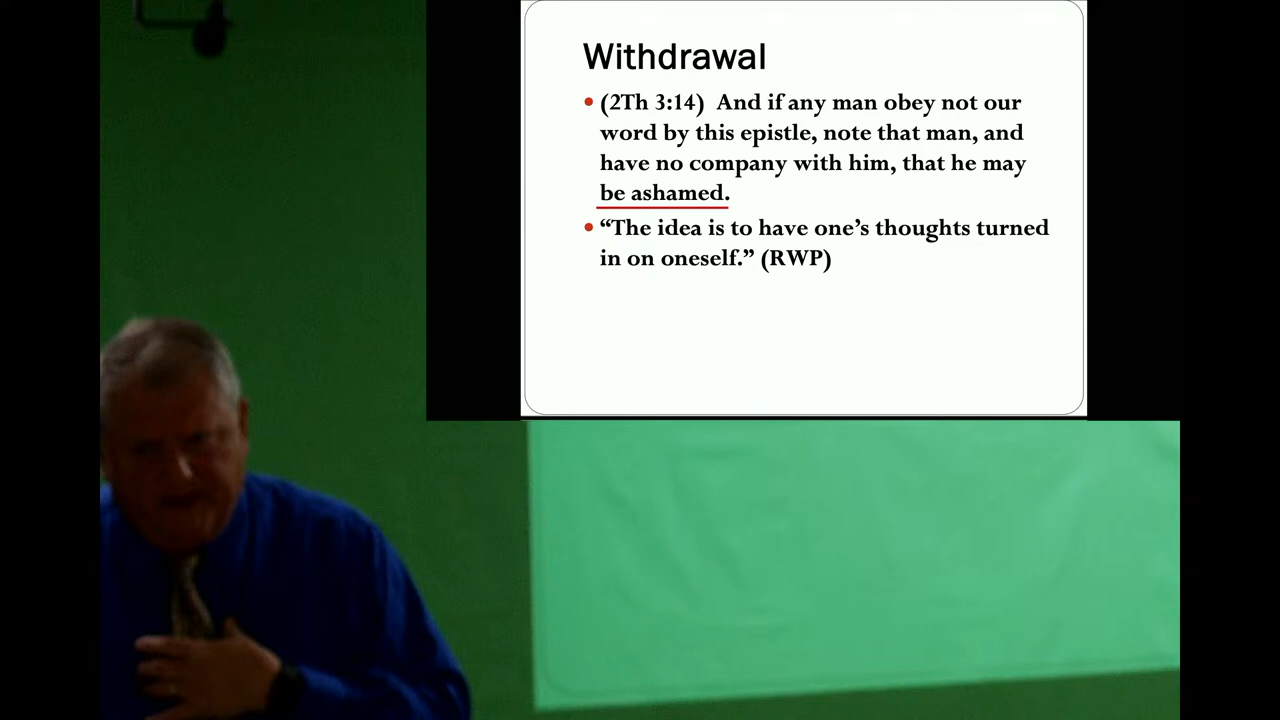 Withdrawal
• (2Th 3:14) And if any man obey not our
word by this epistle, note that man, and
have no company with him, that he may
be ashamed.
• “The idea is to have one’s thoughts turned
in on oneself.” (RWP)